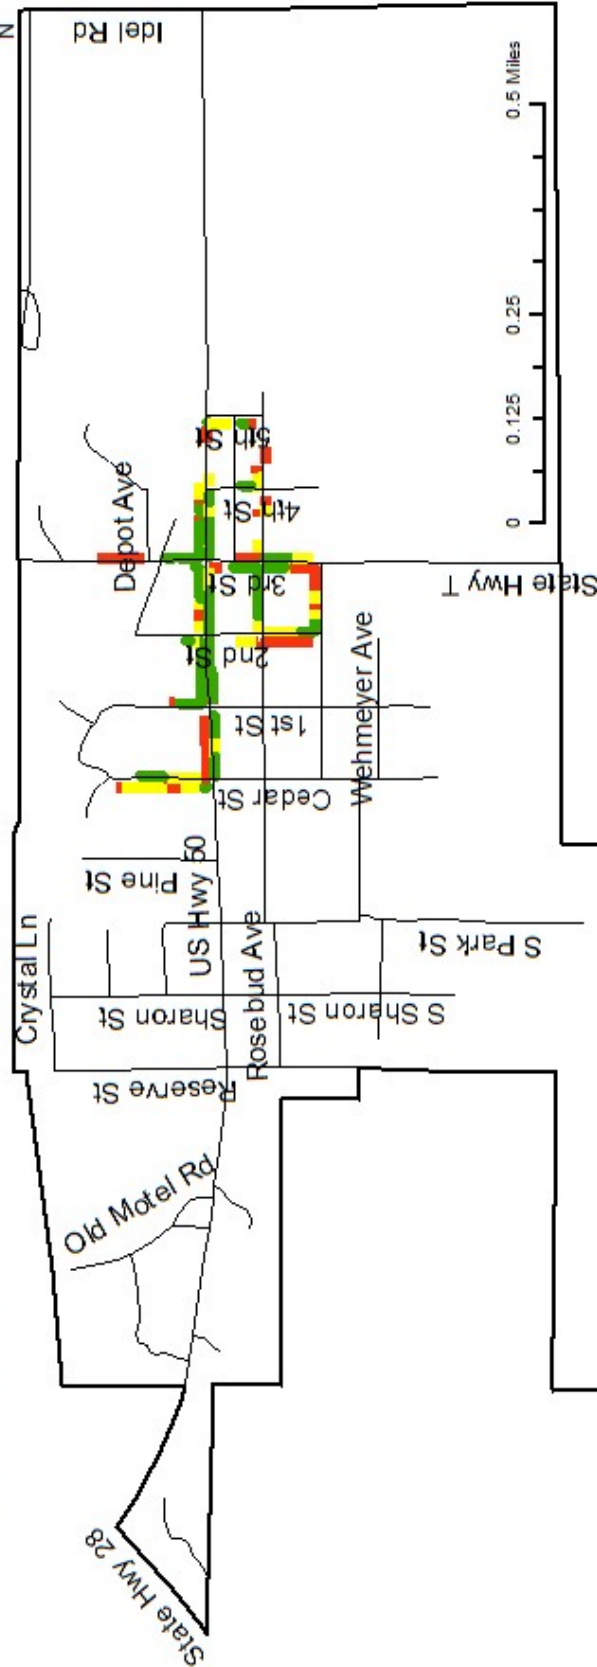 N
Idel Rd
0.5 Miles
0.25
0.125
0
5th St
4th St
Depot Ave
3rd St
State Hwy T
2nd St
1st St
Wehmeyer Ave
Cedar St
Pine St
US Hwy 50
Crystal Ln
S Park St
Rosebud Ave
Sharon St
S Sharon St
Reserve St
Old Motel Rd
State Hwy 28